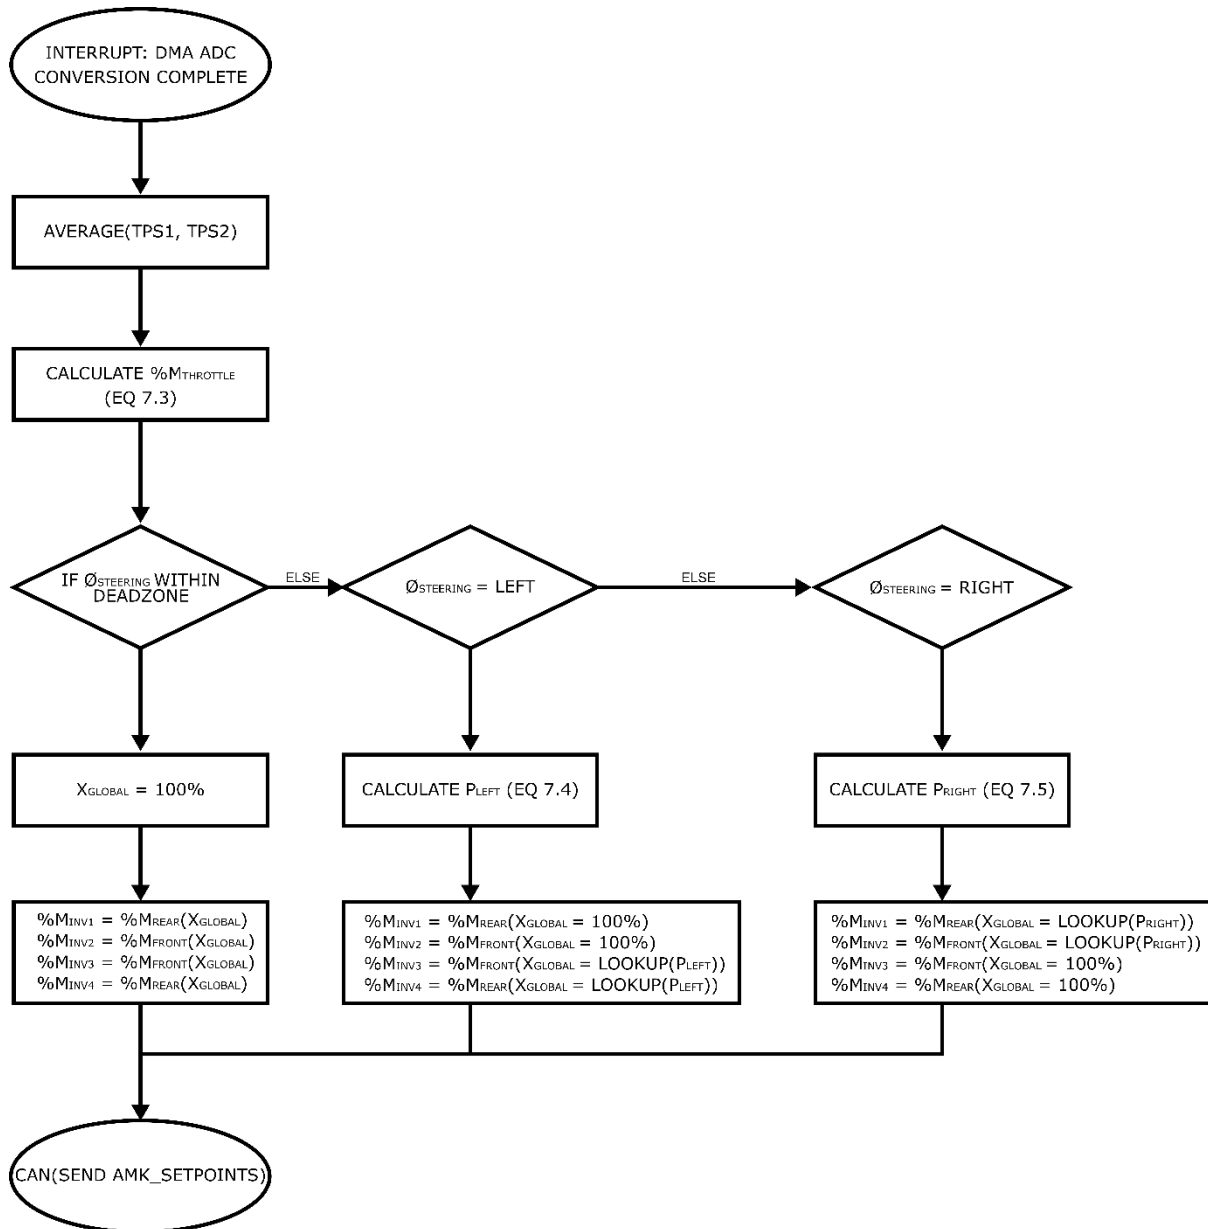 INTERRUPT: DMA ADC
CONVERSION COMPLETE
AVERAGE(TPS1, TPS2)
CALCULATE %MTHROTTLE
(EQ 7.3)
IF ØSTEERING WITHIN
DEADZONE
ELSE
ØSTEERING = LEFT
ELSE
ØSTEERING = RIGHT
XGLOBAL = 100%
CALCULATE PLEFT (EQ 7.4)
CALCULATE PRIGHT (EQ 7.5)
%MINV1 = %MREAR(XGLOBAL)
%MINV2 = %MFRONT(XGLOBAL)
%MINV3 = %MFRONT(XGLOBAL)
%MINV4 = %MREAR(XGLOBAL)
%MINV1 = %MREAR(XGLOBAL = 100%)
%MINV2 = %MFRONT(XGLOBAL = 100%)
%MINV3 = %MFRONT(XGLOBAL = LOOKUP(PLEFT))
%MINV4 = %MREAR(XGLOBAL = LOOKUP(PLEFT))
%MINV1 = %MREAR(XGLOBAL = LOOKUP(PRIGHT))
%MINV2 = %MFRONT(XGLOBAL = LOOKUP(PRIGHT))
%MINV3 = %MFRONT(XGLOBAL = 100%)
%MINV4 = %MREAR(XGLOBAL = 100%)
CAN(SEND AMK_SETPOINTS)